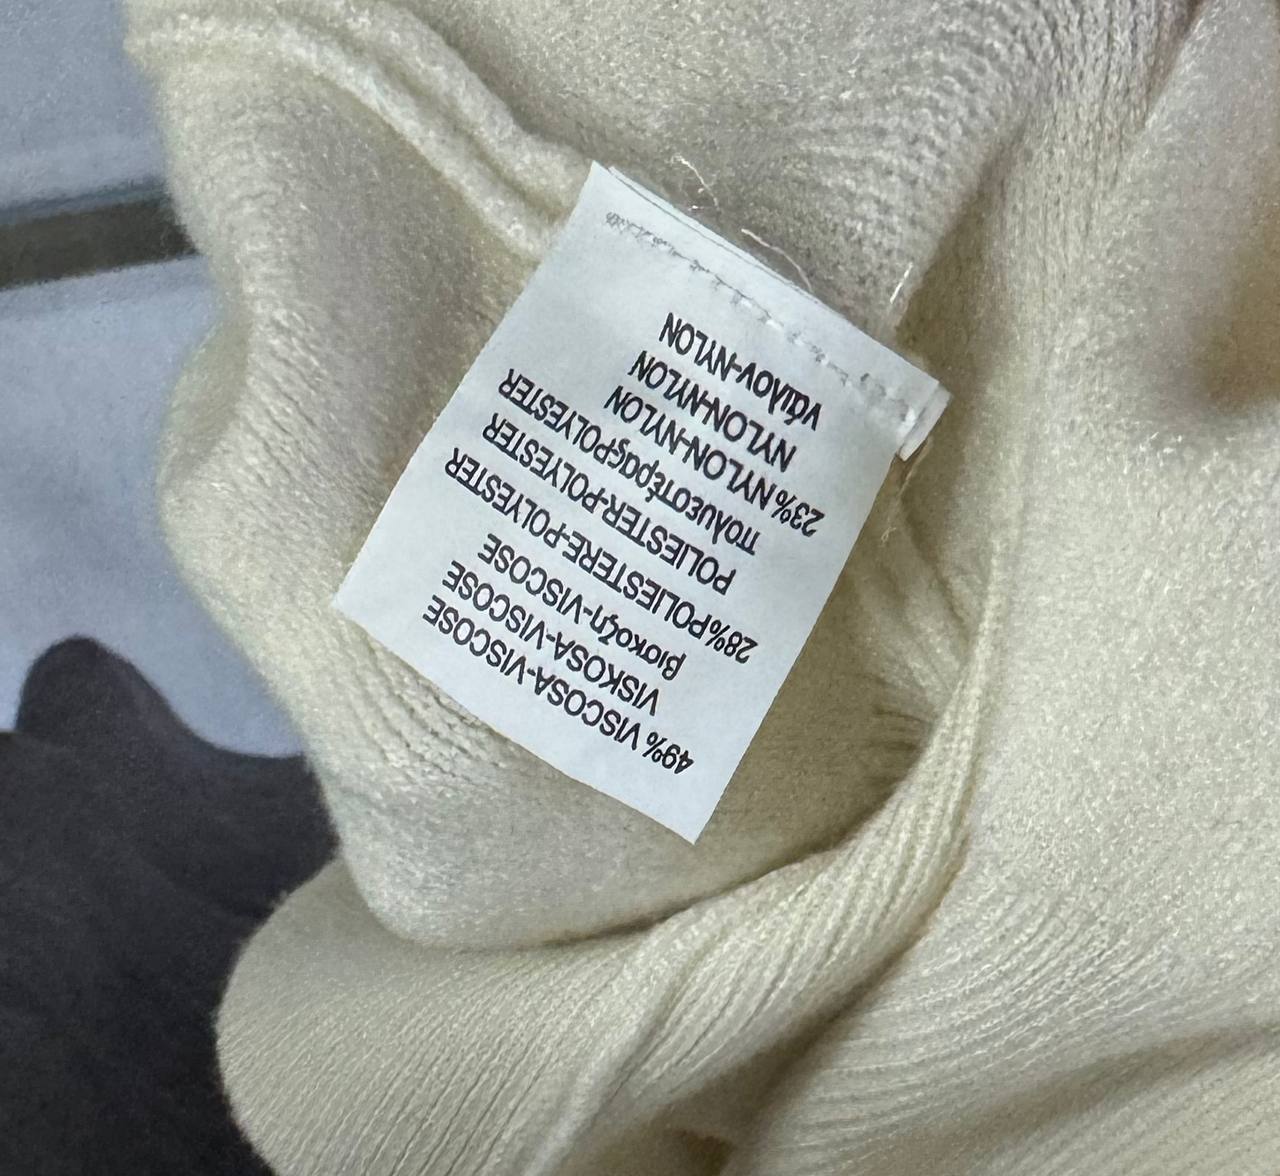 49% VISCOSA-VISCOSE
VISKOSA-VISCOSE
βισκοζη-VISCOSE
28%POLIESTERE-POLYESTER
POLIESTER-POLYESTER
πολυεστέραςPOLYESTER
23% NYLON-NYLON
NYLON-NYLON
νάιλον-NYLON